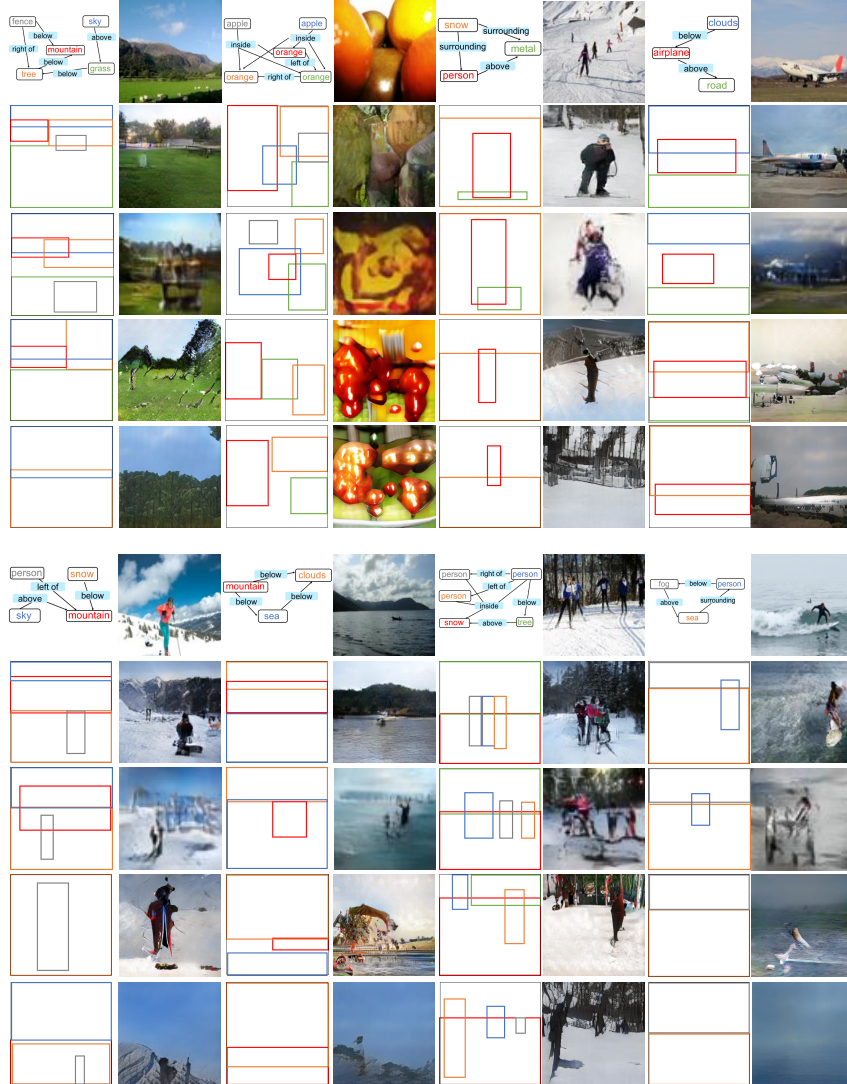 fence
sky
below
right of
above
mountain
below
tree
below
grass
apple
apple
inside
inside
orange
left of
orange
right of
orange
snow
surrounding
surrounding
metal
person
above
clouds
below
airplane
above
road
person
snow
left of
above
below
sky
mountain
below
clouds
mountain
below
below
sea
person
right of
person
left of
person
inside
below
snow
above
tree
fog
below
person
above
surrounding
sea